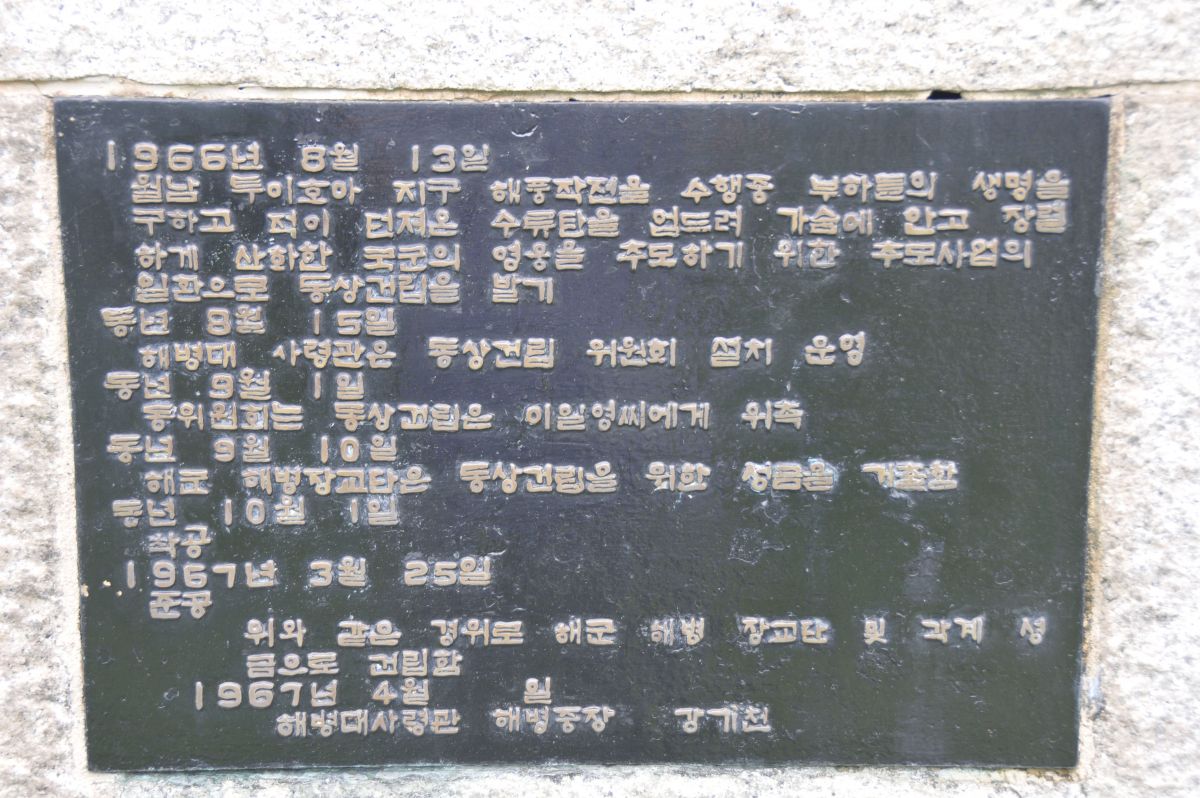 1966년 8월 13일
월남 투이호아 지구 해풍작전을 수행중 부하들의 생명을
구하고 적이 던져온 수류탄을 엎드려 가슴에 안고 장렬
하게 산화한 국군의 영웅을 추모하기 위한 추모사업의
일환으로 동상건립을 발기
동년 8월 15일
해병대 사령관은 동상건립 위원회 설치 운영
동년 9월 1일
동위원회는 동상건립은 이일영씨에게 위촉
동년 9월 10일
해군 해병장교단은 동상건립을 위한 성금을 거출한
동년 10월 1일
착공
1967년 3월 25일
준공
위와 같은 경위로 해군 해병 장교단 및 각계 성
금으로 건립함
1967년 4월 일
해병대사령관 해병중장 강기천